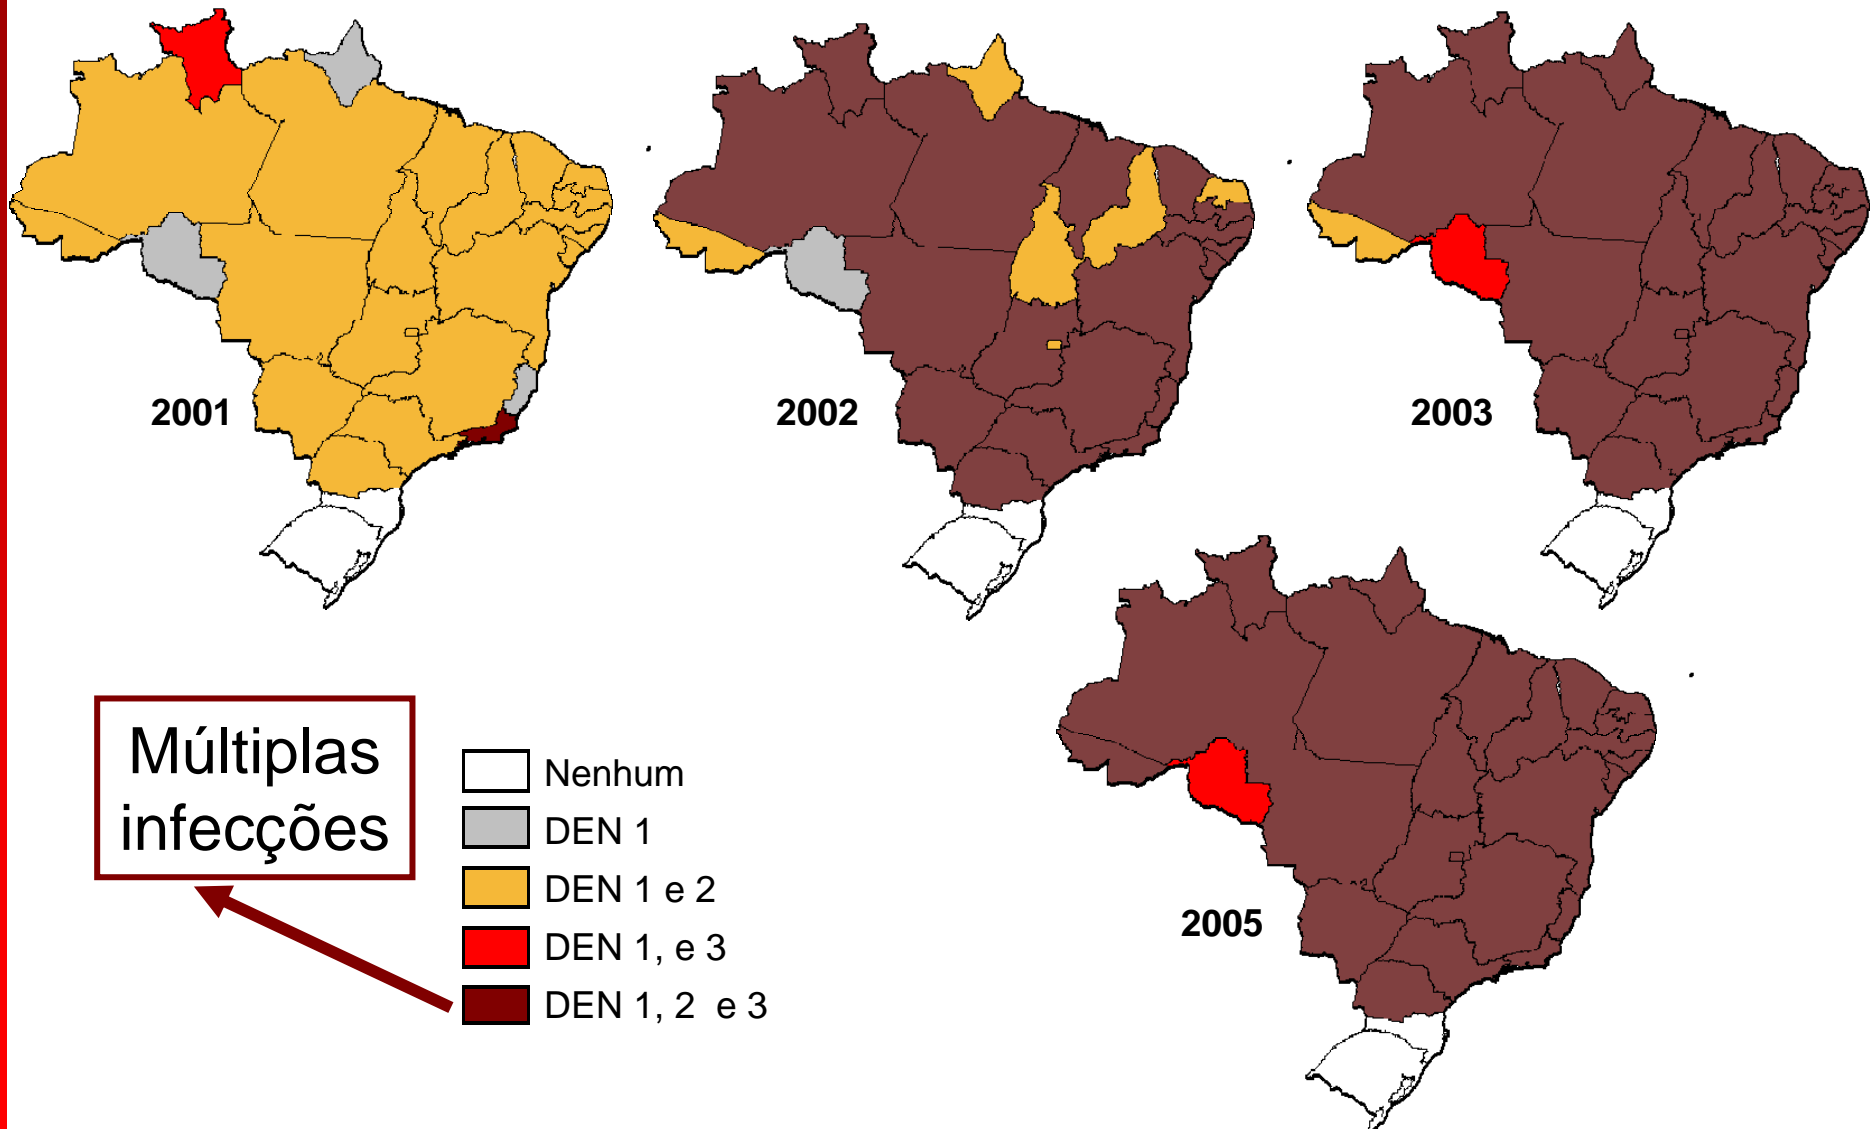 2001
2002
2003
2005
Múltiplas
infecções
Nenhum
DEN 1
DEN 1 e 2
DEN 1, e 3
DEN 1, 2 e 3